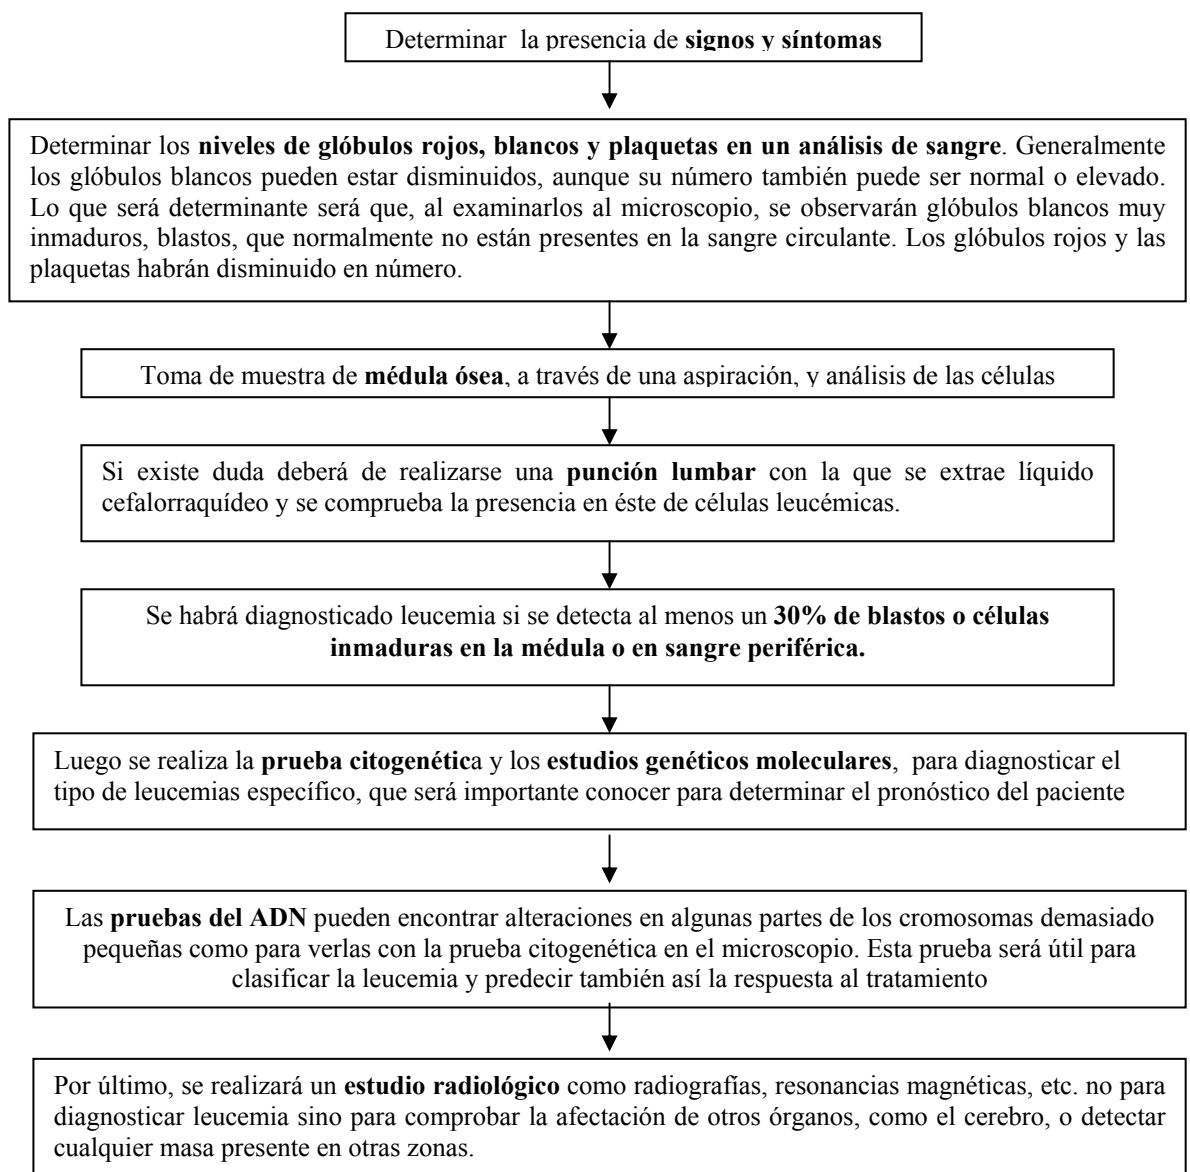 Determinar la presencia de signos y síntomas
Determinar los niveles de glóbulos rojos, blancos y plaquetas en un análisis de sangre. Generalmente
los glóbulos blancos pueden estar disminuidos, aunque su número también puede ser normal o elevado.
Lo que será determinante será que, al examinarlos al microscopio, se observarán glóbulos blancos muy
inmaduros, blastos, que normalmente no están presentes en la sangre circulante. Los glóbulos rojos y las
plaquetas habrán disminuido en número.
Toma de muestra de médula ósea, a través de una aspiración, y análisis de las células
Si existe duda deberá de realizarse una punción lumbar con la que se extrae líquido
cefalorraquídeo y se comprueba la presencia en éste de células leucémicas.
Se habrá diagnosticado leucemia si se detecta al menos un 30% de blastos o células
inmaduras en la médula o en sangre periférica.
Luego se realiza la prueba citogenética y los estudios genéticos moleculares, para diagnosticar el
tipo de leucemias específico, que será importante conocer para determinar el pronóstico del paciente
Las pruebas del ADN pueden encontrar alteraciones en algunas partes de los cromosomas demasiado
pequeñas como para verlas con la prueba citogenética en el microscopio. Esta prueba será útil para
clasificar la leucemia y predecir también así la respuesta al tratamiento
Por último, se realizará un estudio radiológico como radiografías, resonancias magnéticas, etc. no para
diagnosticar leucemia sino para comprobar la afectación de otros órganos, como el cerebro, o detectar
cualquier masa presente en otras zonas.